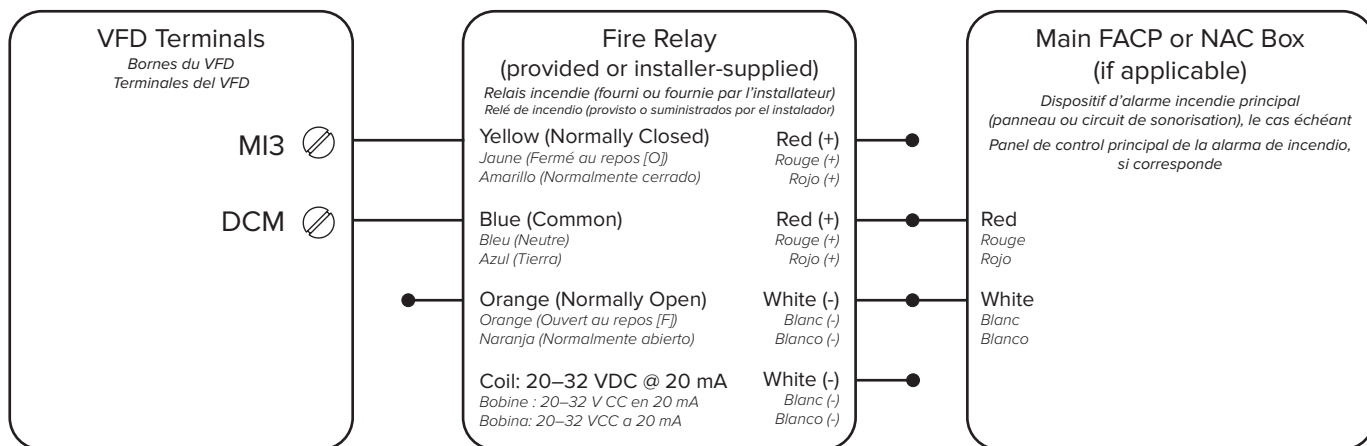 VFD Terminals
Bornes du VFD
Terminales del VFD
MI3
DCM
Fire Relay
(provided or installer-supplied)
Relais incendie (fourni ou fournie par l'installateur)
Relé de incendio (provisto o suministrados por el instalador)
Yellow (Normally Closed)
Jaune (Fermé au repos [O])
Amarillo (Normalmente cerrado)
Red (+)
Rouge (+)
Rojo (+)
Blue (Common)
Bleu (Neutre)
Azul (Tierra)
Red (+)
Rouge (+)
Rojo (+)
Orange (Normally Open)
Orange (Ouvert au repos [F])
Naranja (Normalmente abierto)
White (-)
Blanc (-)
Blanco (-)
Coil: 20–32 VDC @ 20 mA
Bobine : 20–32 V CC en 20 mA
Bobina: 20–32 VCC a 20 mA
White (-)
Blanc (-)
Blanco (-)
Main FACP or NAC Box
(if applicable)
Dispositif d'alarme incendie principal
(panneau ou circuit de sonorisation), le cas échéant
Panel de control principal de la alarma de incendio,
si corresponde
Red
Rouge
Rojo
White
Blanc
Blanco